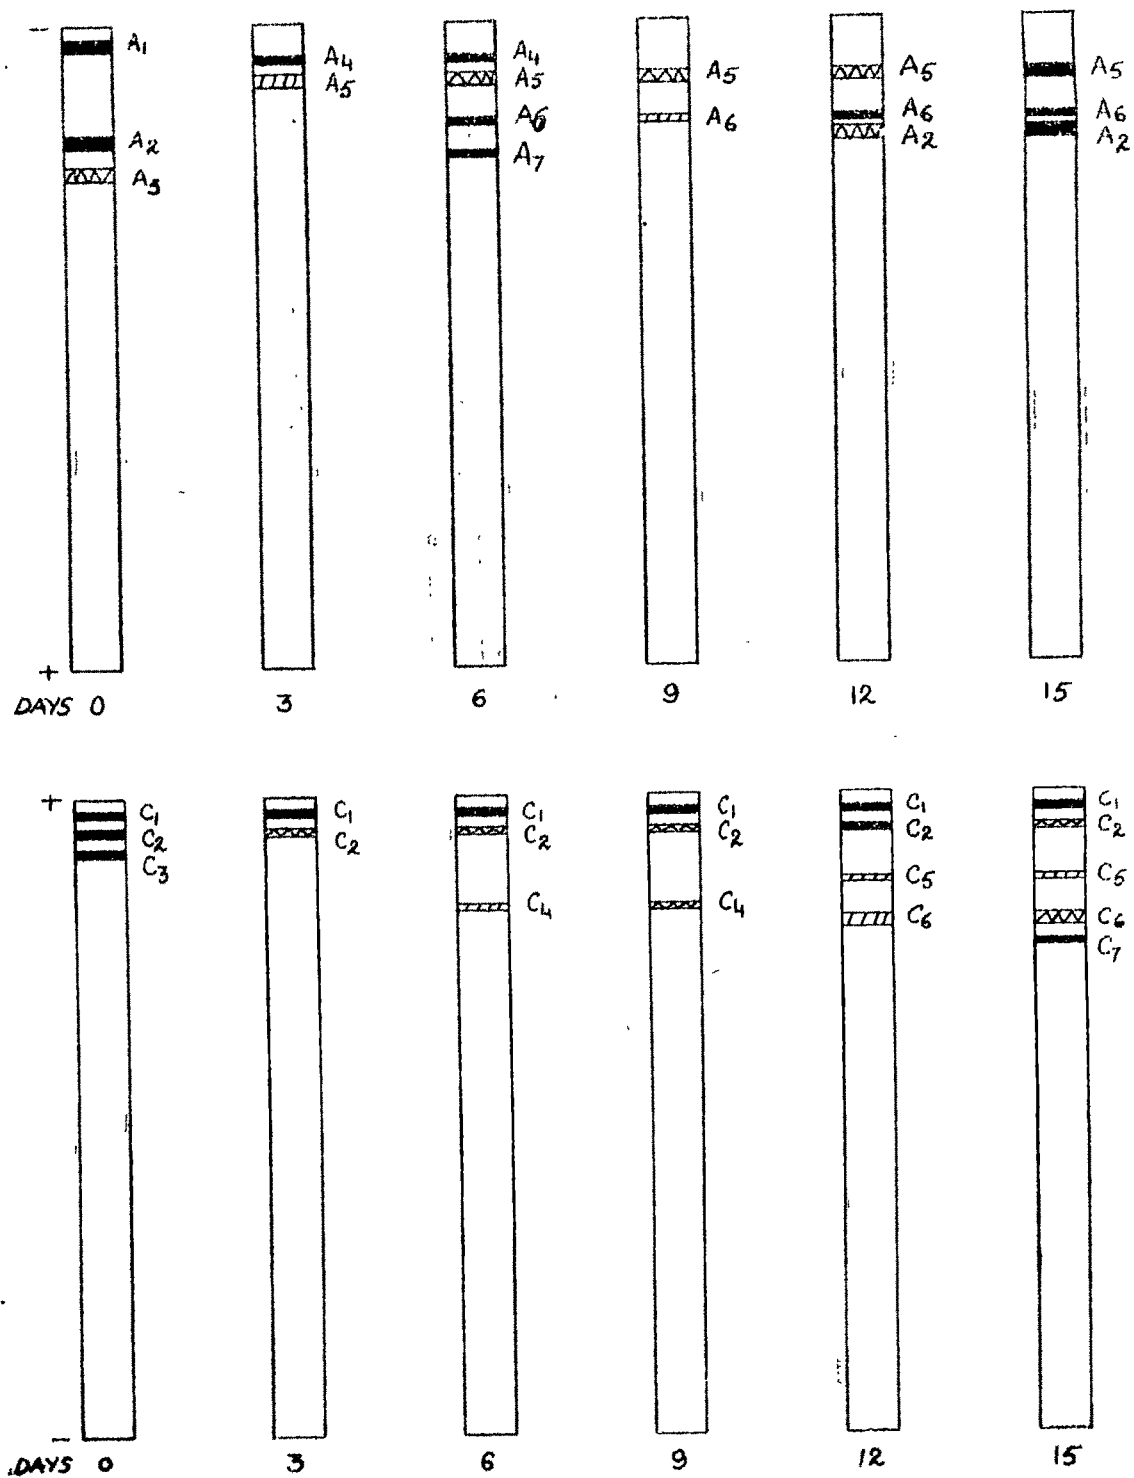 −
A1 A4 A4 A5 A5 A5
A2 A5 A5 A6 A6 A6
A3 A6 A2 A2
A7
+
DAYS 0 3 6 9 12 15
+
C1 C1 C1 C1 C1 C1
C2 C2 C2 C2 C2 C2
C3 C4 C4 C5 C5
C6 C6
C7
−
DAYS 0 3 6 9 12 15